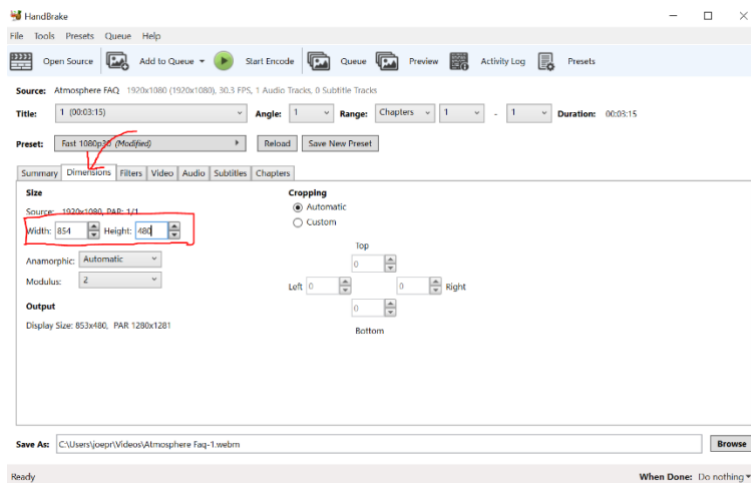 HandBrake
File Tools Presets Queue Help
Open Source Add to Queue Start Encode Queue Preview Activity Log Presets
Source: Atmosphere FAQ 1920x1080 (1920x1080), 30.3 FPS, 1 Audio Tracks, 0 Subtitle Tracks
Title: 1 (00:03:15) Angle: 1 Range: Chapters 1 - 1 Duration: 00:03:15
Preset: Fast 1080p30 (Modified) Reload Save New Preset
Summary Dimensions Filters Video Audio Subtitles Chapters
Size Cropping
Source: 1920x1080, PAR: 1/1 Automatic
Width: 854 Height: 480 Custom
Top
Anamorphic: Automatic 0
Modulus: 2 Left 0 0 Right
Output 0
Display Size: 853x480, PAR 1280x1281 Bottom
Save As: C:\Users\joepr\Videos\Atmosphere Faq-1.webm Browse
Ready When Done: Do nothing